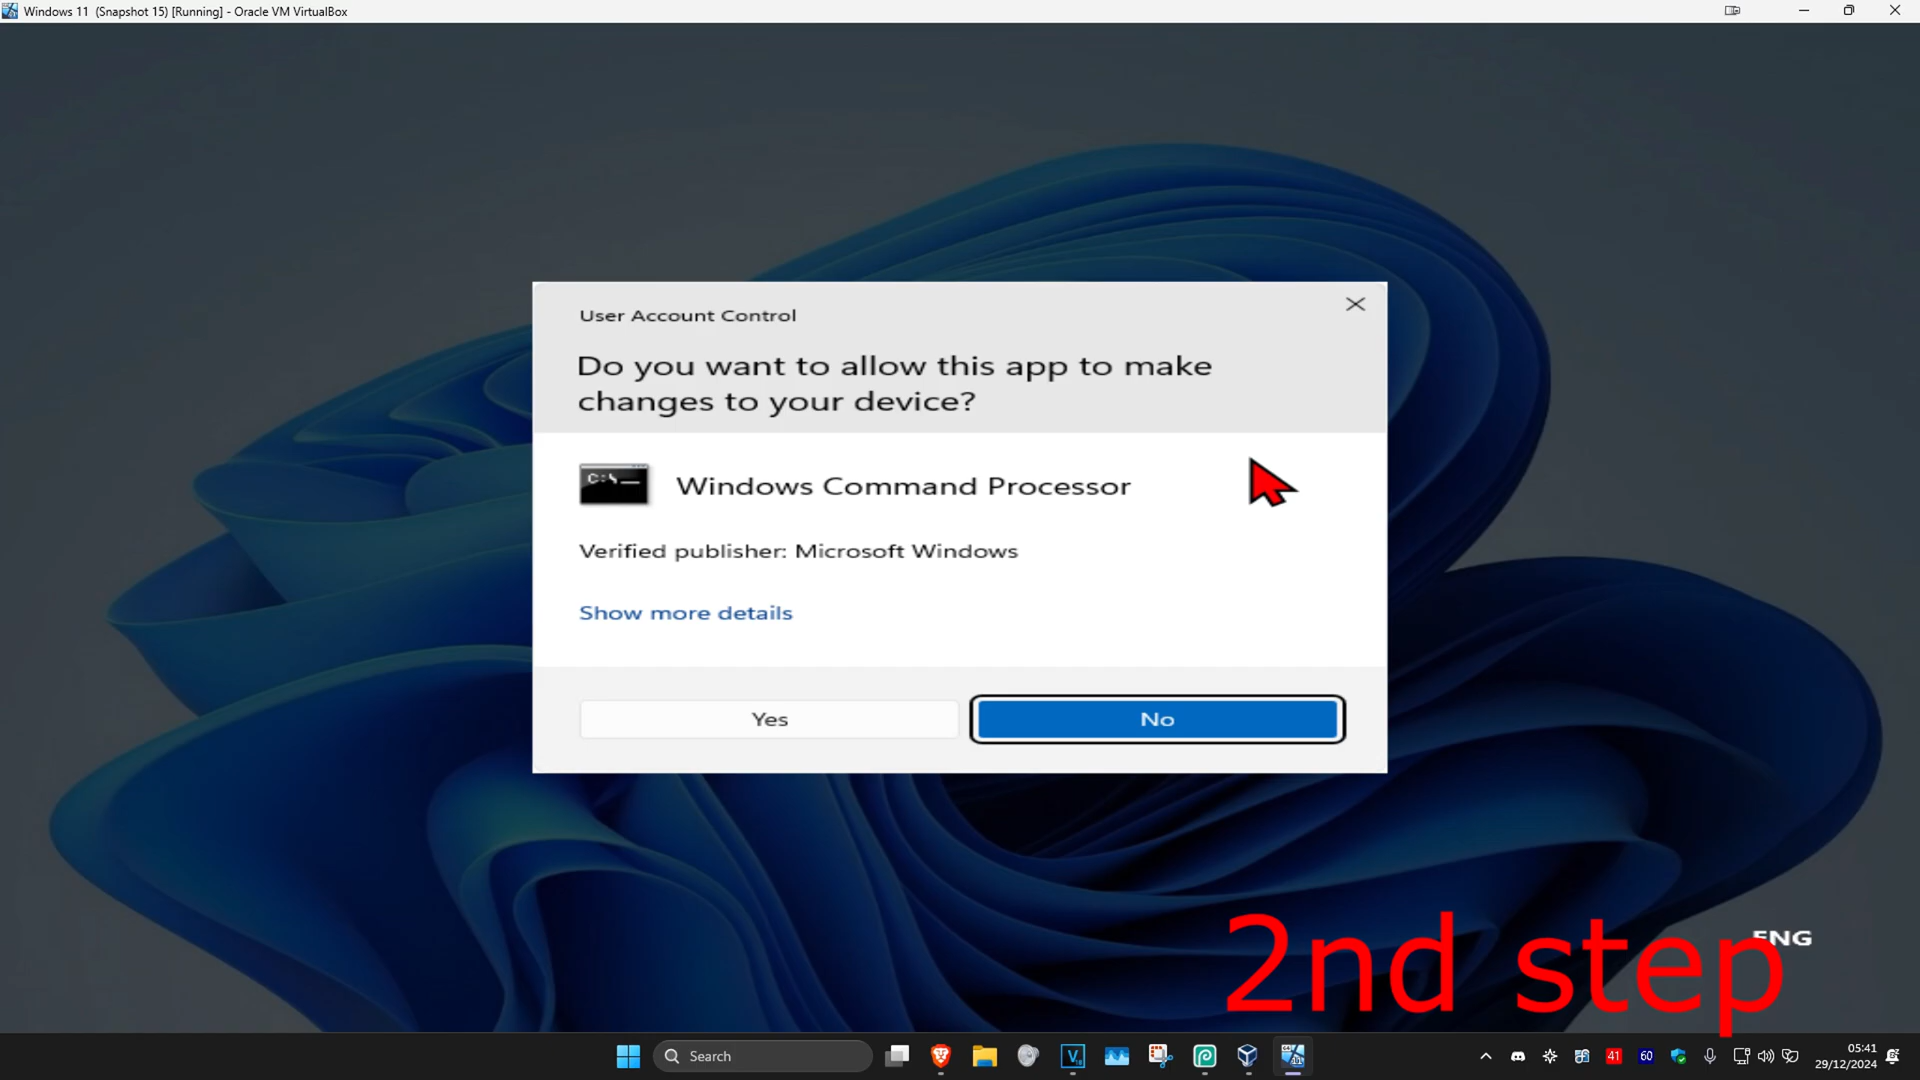 Windows 11 (Snapshot 15) [Running] - Oracle VM VirtualBox
User Account Control
Do you want to allow this app to make
changes to your device?
C:\
Windows Command Processor
Verified publisher: Microsoft Windows
Show more details
Yes
No
ENG
2nd step
Search
41
60
05:41
29/12/2024